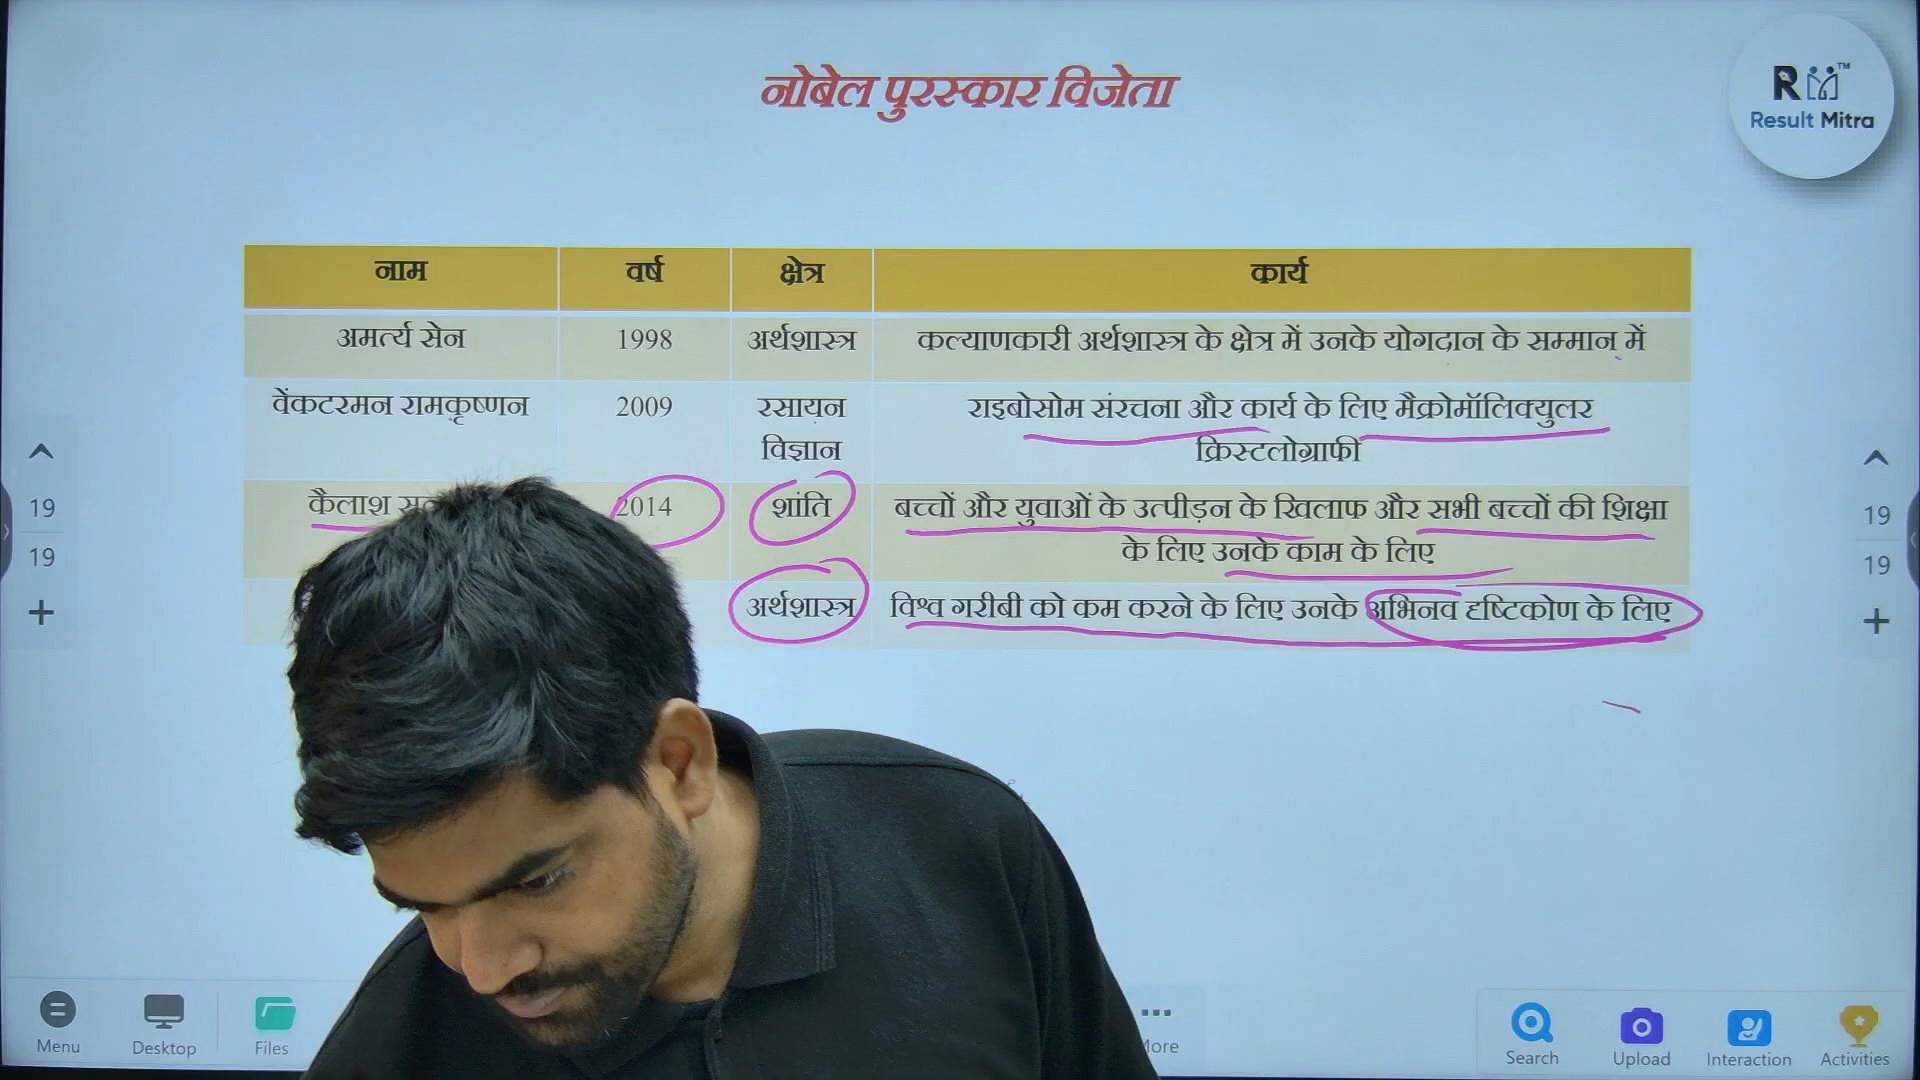 नोबेल पुरस्कार विजेता
R TM
Result Mitra
नाम वर्ष क्षेत्र कार्य
अमर्त्य सेन 1998 अर्थशास्त्र कल्याणकारी अर्थशास्त्र के क्षेत्र में उनके योगदान के सम्मान में
वेंकटरमन रामकृष्णन 2009 रसायन राइबोसोम संरचना और कार्य के लिए मैक्रोमॉलिक्युलर
विज्ञान क्रिस्टलोग्राफी
कैलाश 2014 शांति बच्चों और युवाओं के उत्पीड़न के खिलाफ और सभी बच्चों की शिक्षा
के लिए उनके काम के लिए
अर्थशास्त्र विश्व गरीबी को कम करने के लिए उनके अभिनव दृष्टिकोण के लिए
19 19
19 19
Menu Desktop Files More Search Upload Interaction Activities